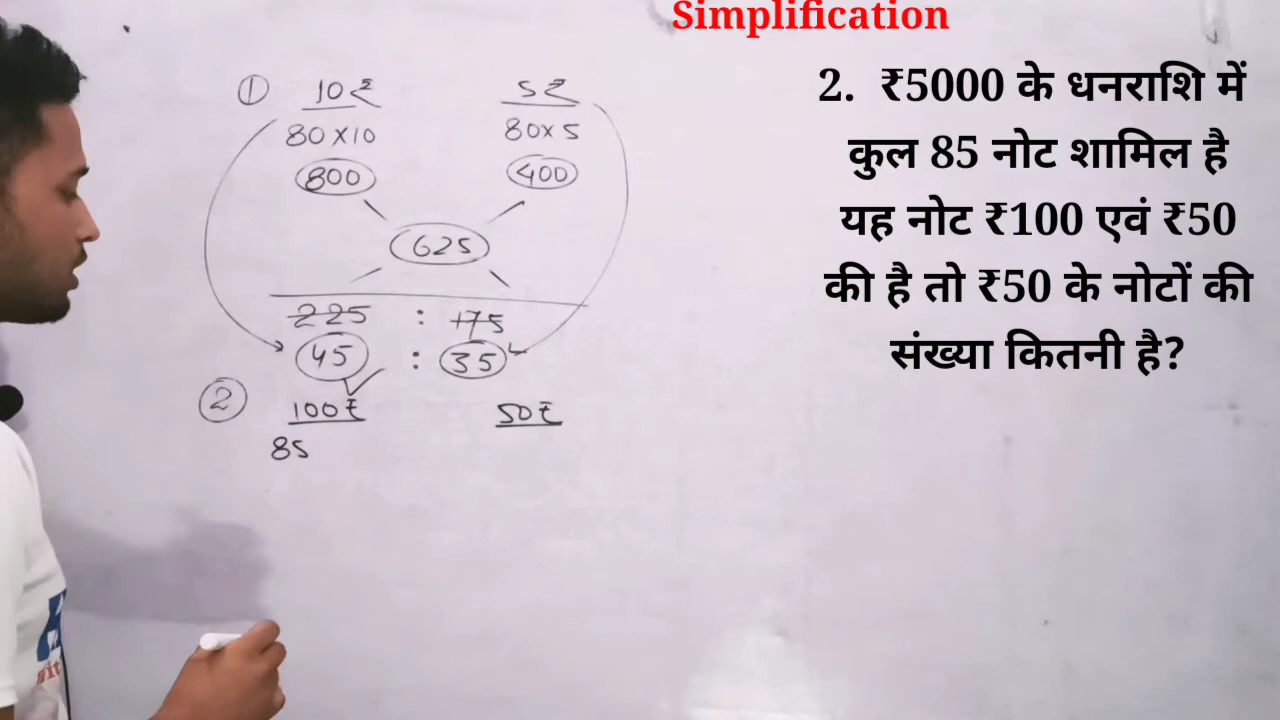 Simplification
2. ₹5000 के धनराशि में
कुल 85 नोट शामिल है
यह नोट ₹100 एवं ₹50
की है तो ₹50 के नोटों की
संख्या कितनी है?
① 10₹ 5₹
80×10 80×5
800 400
625
225 : 175
45 : 35
② 100₹ 50₹
85